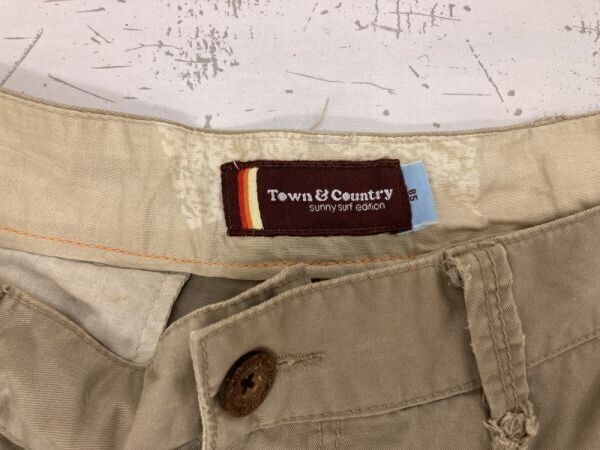 Town & Country
sunny surf edition
85